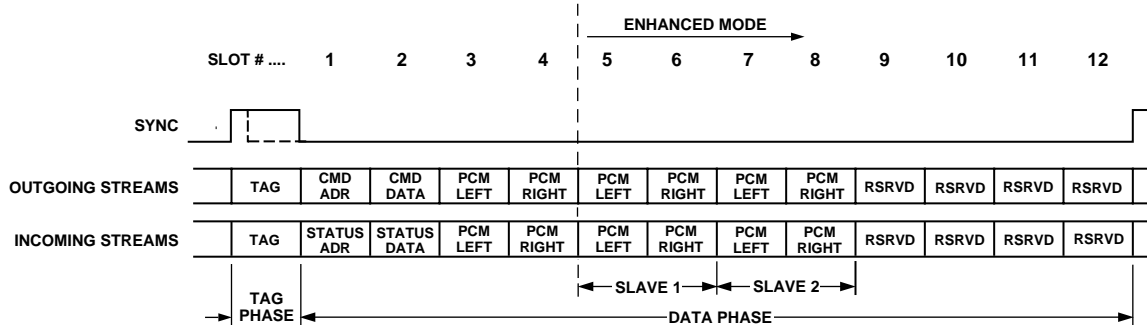 ENHANCED MODE
SLOT # .... 1 2 3 4 5 6 7 8 9 10 11 12
SYNC
OUTGOING STREAMS TAG CMD ADR CMD DATA PCM LEFT PCM RIGHT PCM LEFT PCM RIGHT PCM LEFT PCM RIGHT RSRVD RSRVD RSRVD RSRVD
INCOMING STREAMS TAG STATUS ADR STATUS DATA PCM LEFT PCM RIGHT PCM LEFT PCM RIGHT PCM LEFT PCM RIGHT RSRVD RSRVD RSRVD RSRVD
SLAVE 1 SLAVE 2
TAG PHASE DATA PHASE